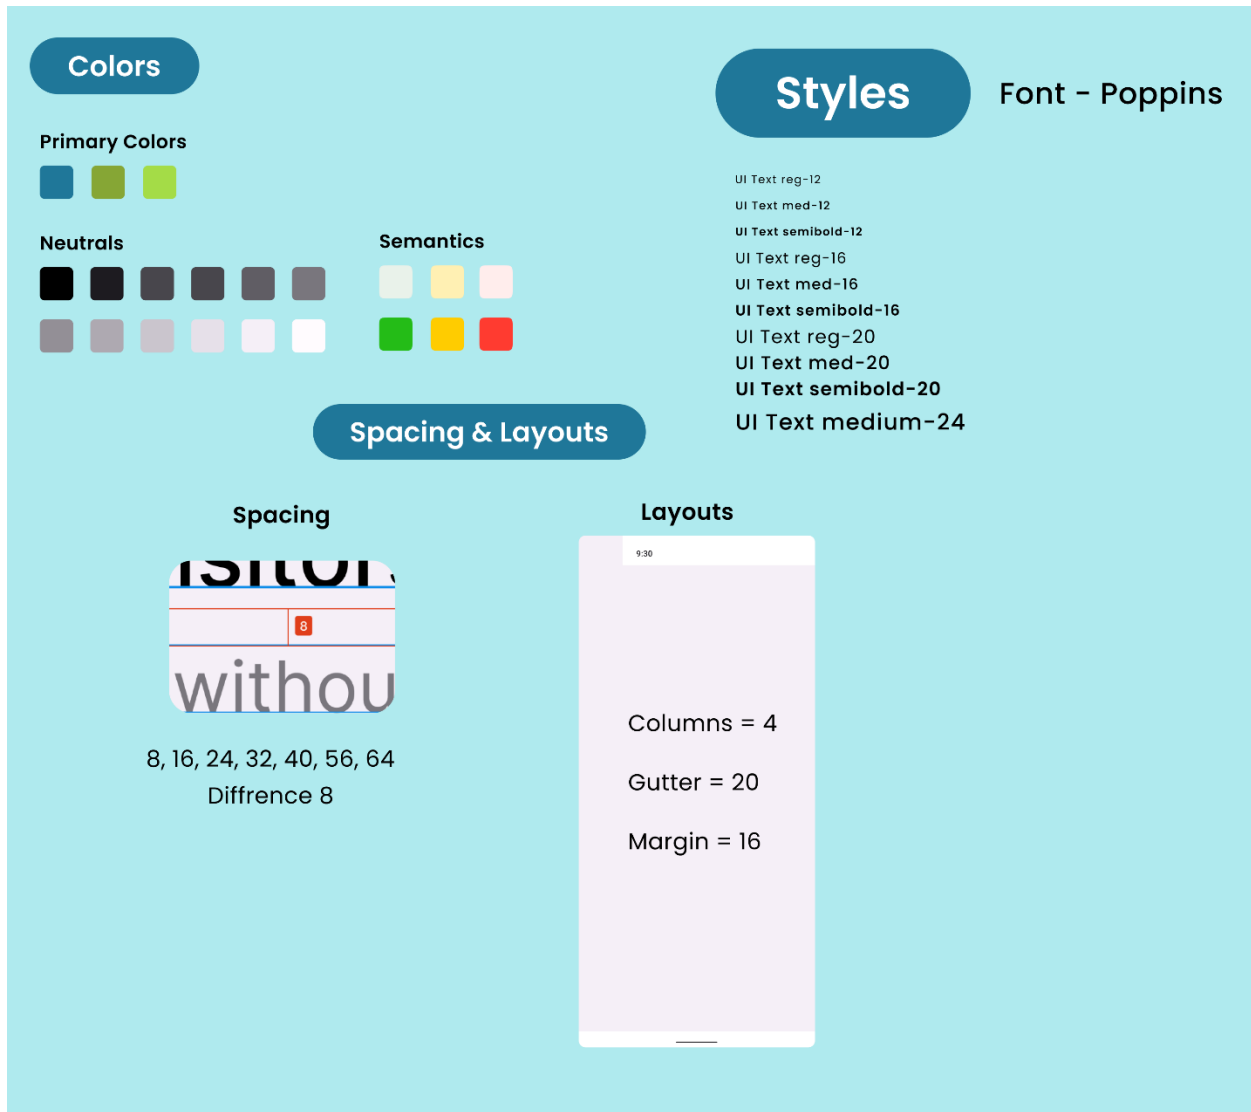 Colors
Primary Colors
Neutrals
Semantics
Styles
Font - Poppins
UI Text reg-12
UI Text med-12
UI Text semibold-12
UI Text reg-16
UI Text med-16
UI Text semibold-16
UI Text reg-20
UI Text med-20
UI Text semibold-20
UI Text medium-24
Spacing & Layouts
Spacing
isitors
8
withou
8, 16, 24, 32, 40, 56, 64
Diffrence 8
Layouts
9:30
Columns = 4
Gutter = 20
Margin = 16